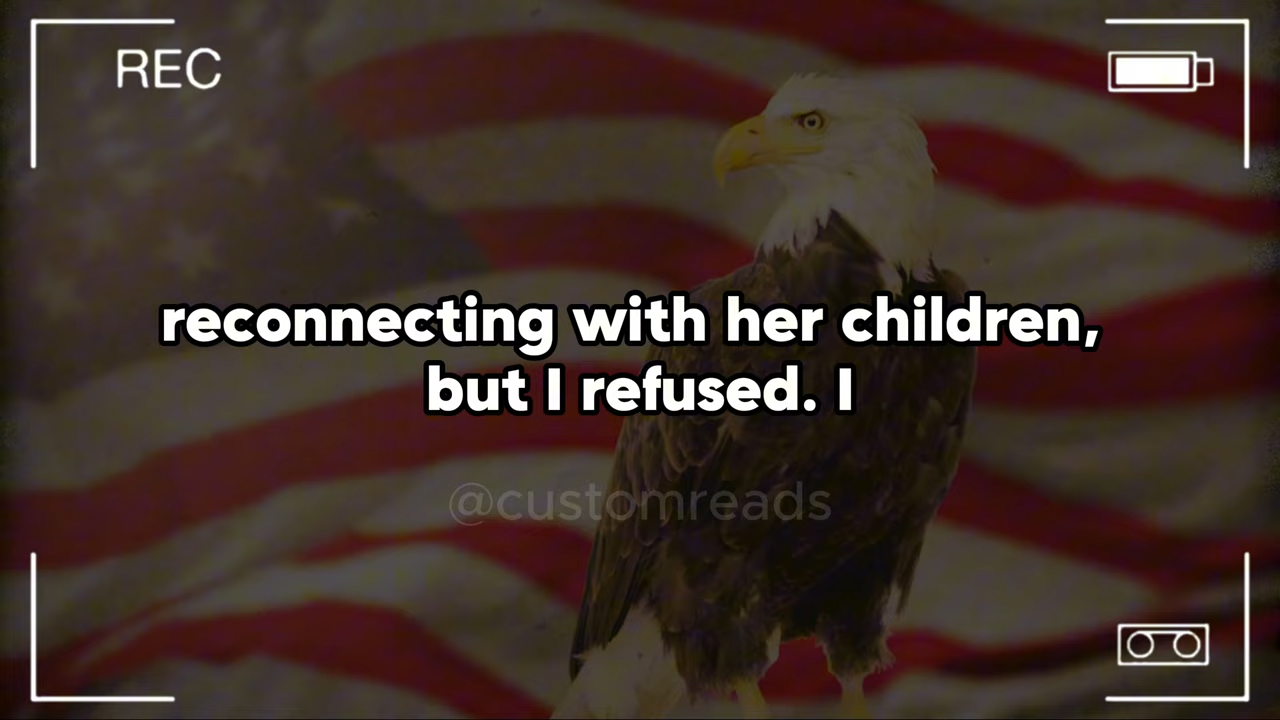 REC
reconnecting with her children,
but I refused. I
@customreads